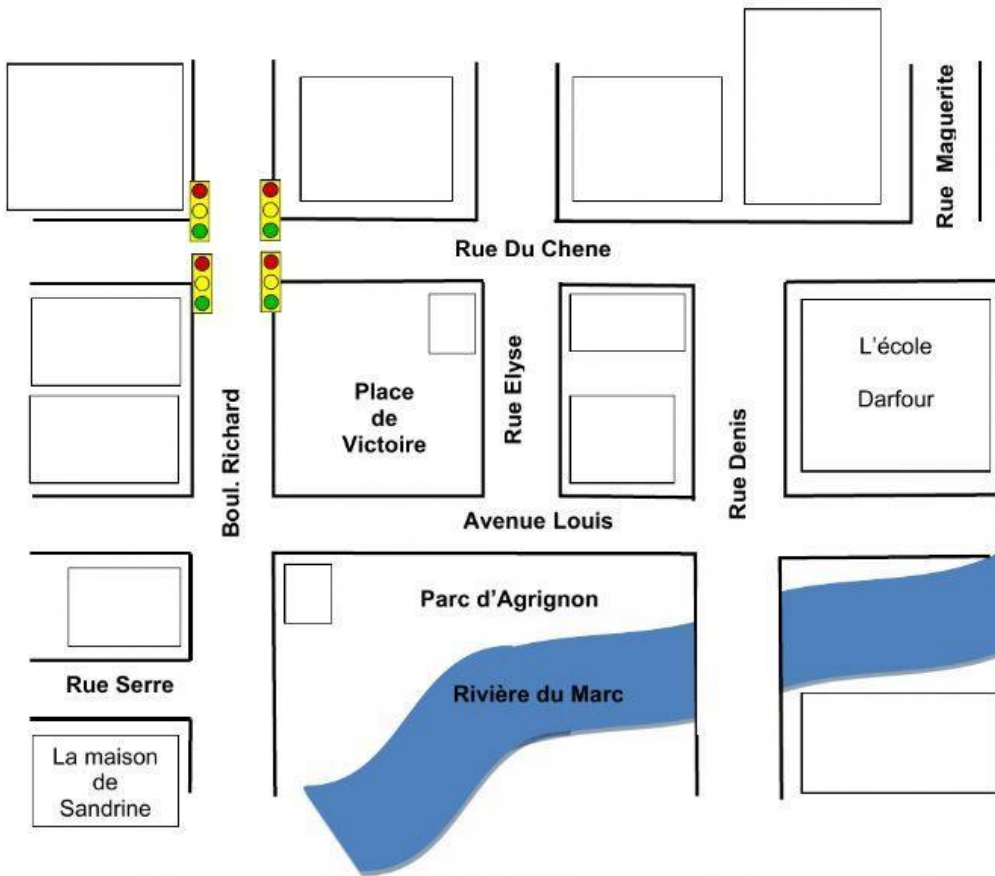 Rue Maguerite
Rue Du Chene
L'école
Darfour
Place
de
Victoire
Rue Elyse
Boul. Richard
Rue Denis
Avenue Louis
Parc d'Agrignon
Rue Serre
Rivière du Marc
La maison
de
Sandrine